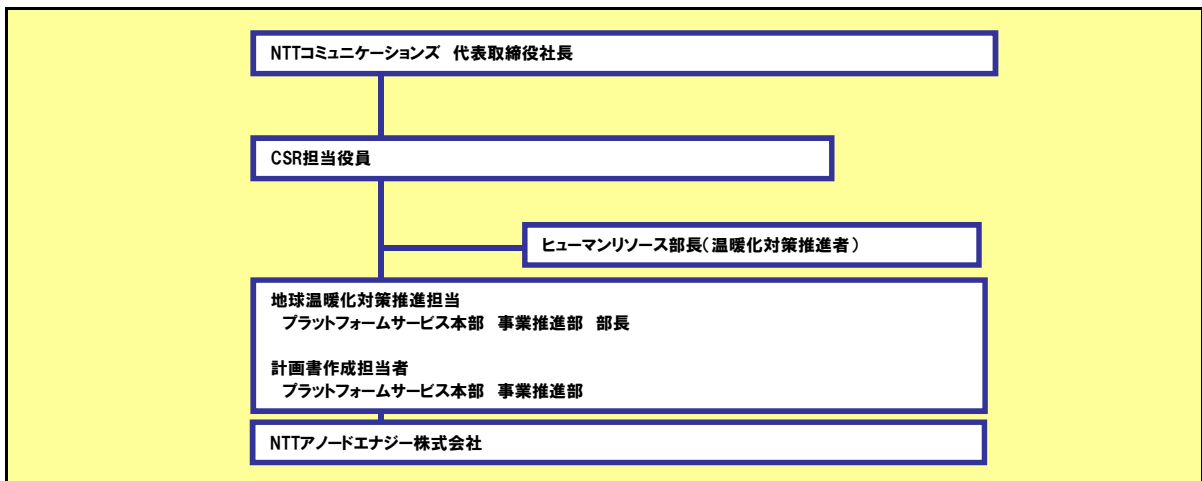 NTTコミュニケーションズ　代表取締役社長
CSR担当役員
ヒューマンリソース部長（温暖化対策推進者）
地球温暖化対策推進担当
プラットフォームサービス本部　事業推進部　部長
計画書作成担当者
プラットフォームサービス本部　事業推進部
NTTアノードエナジー株式会社